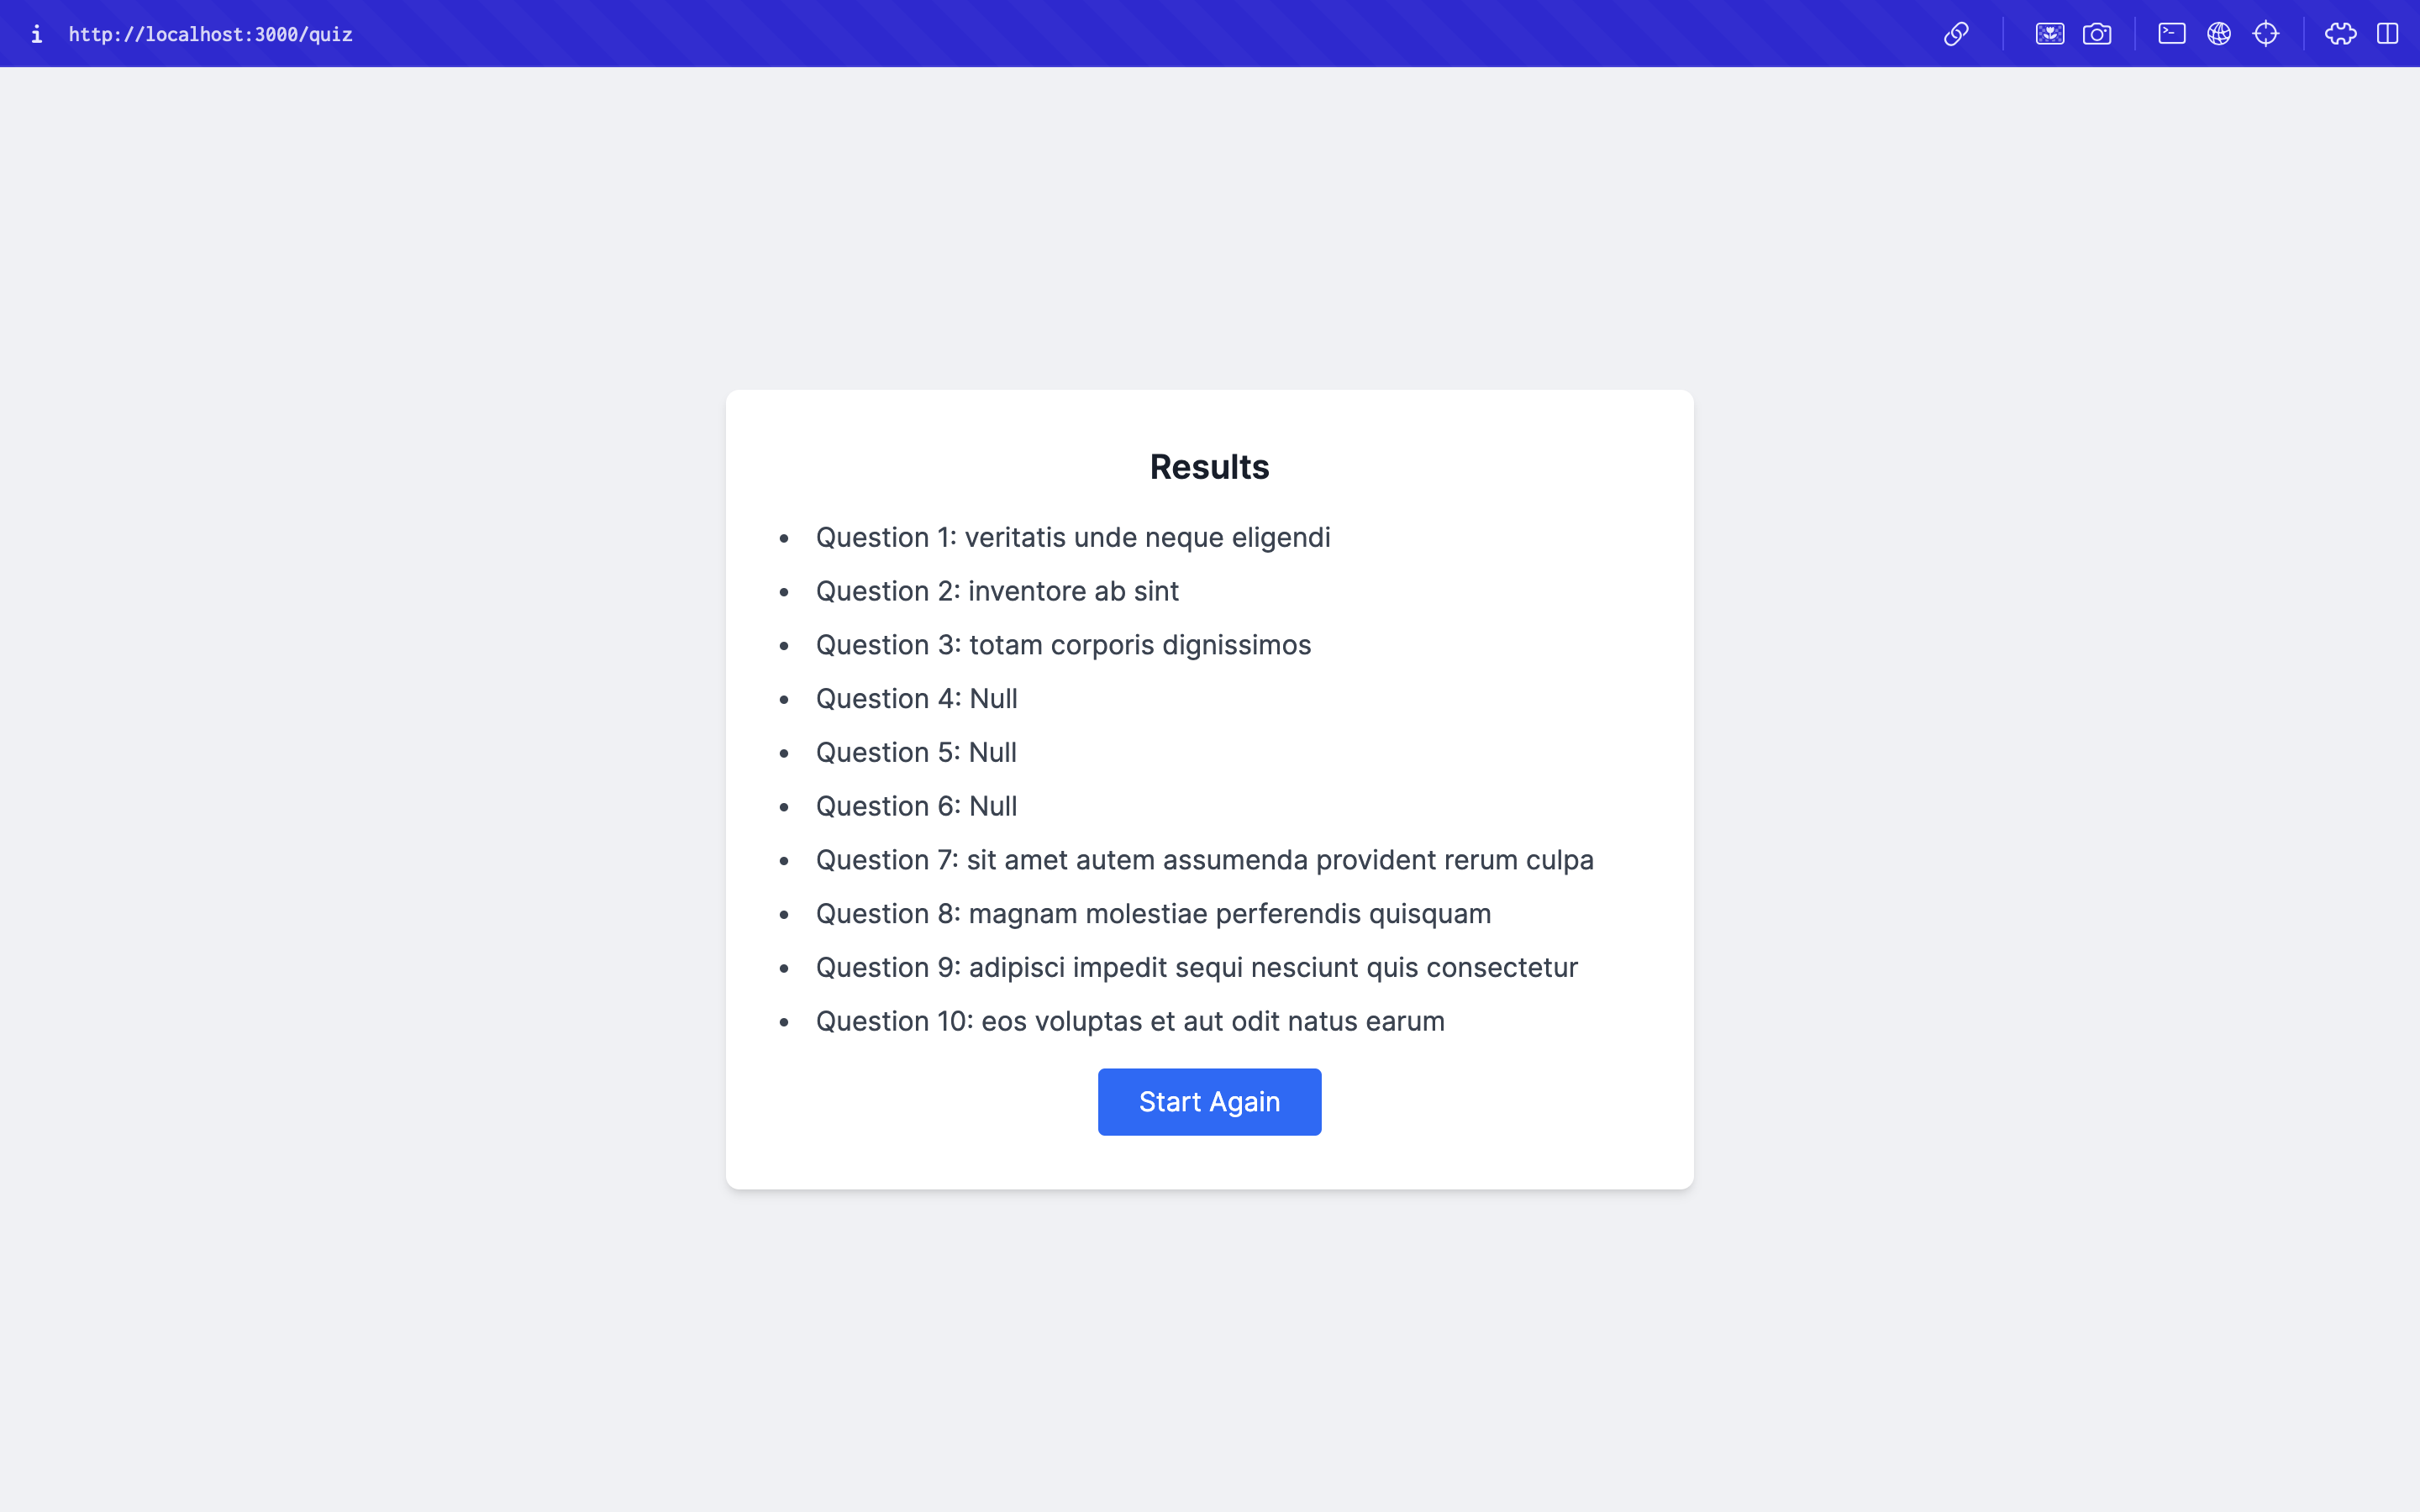 i http://localhost:3000/quiz
Results
• Question 1: veritatis unde neque eligendi
• Question 2: inventore ab sint
• Question 3: totam corporis dignissimos
• Question 4: Null
• Question 5: Null
• Question 6: Null
• Question 7: sit amet autem assumenda provident rerum culpa
• Question 8: magnam molestiae perferendis quisquam
• Question 9: adipisci impedit sequi nesciunt quis consectetur
• Question 10: eos voluptas et aut odit natus earum
Start Again